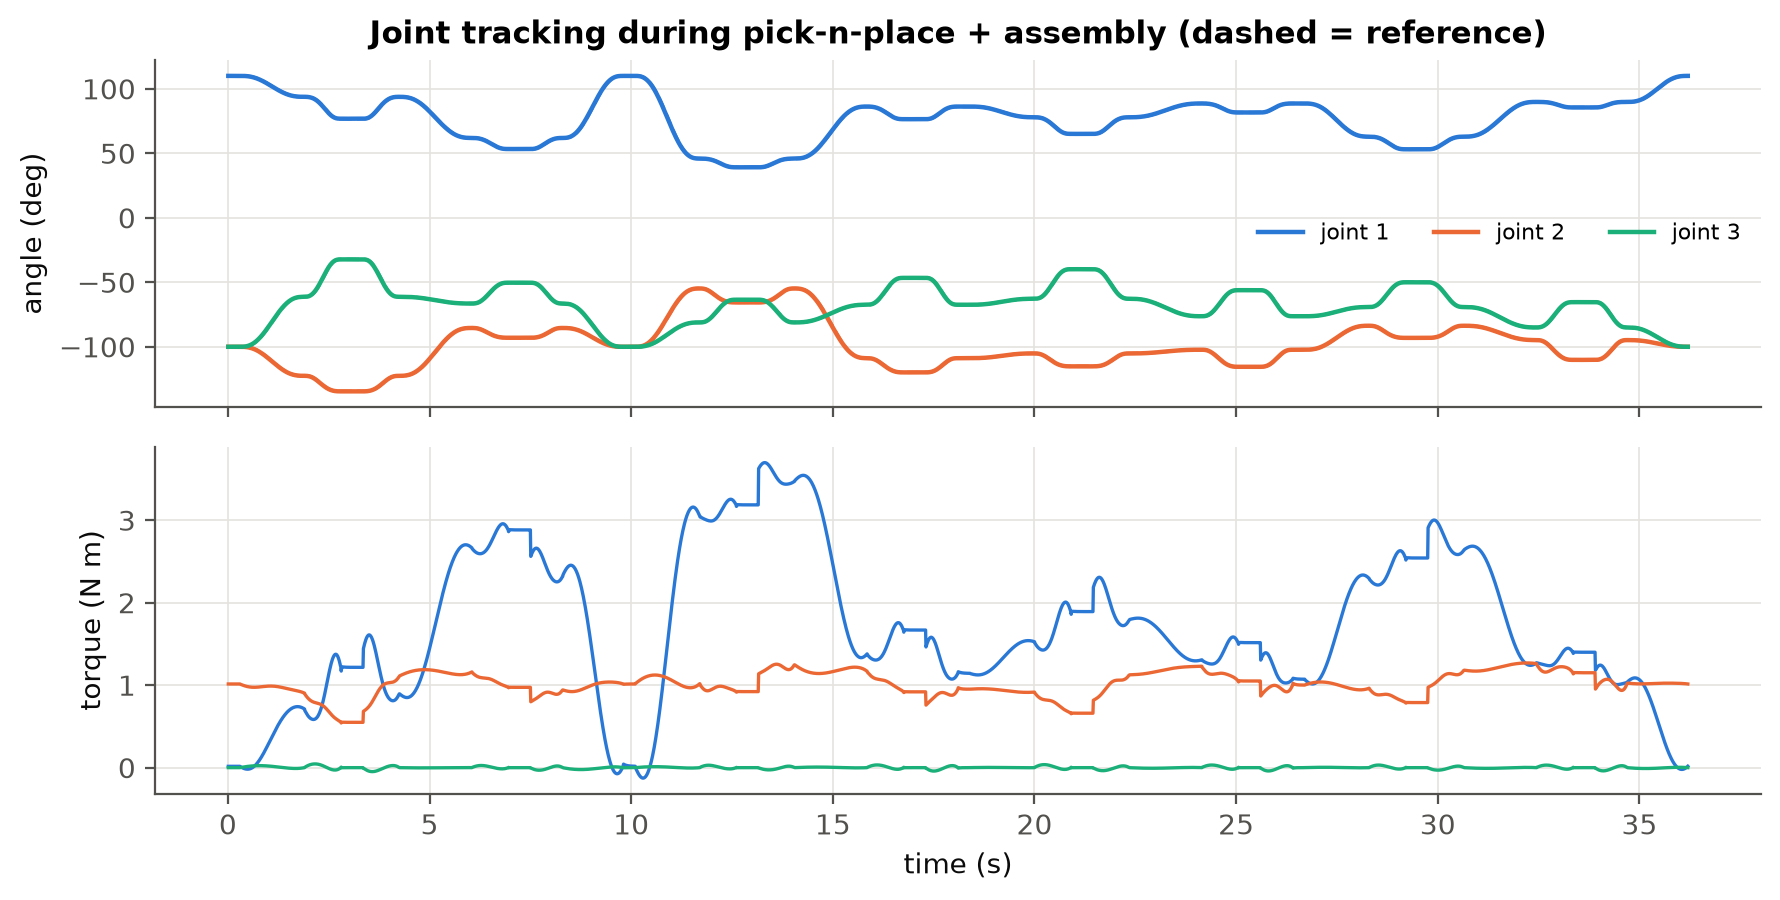 Joint tracking during pick-n-place + assembly (dashed = reference)
angle (deg)
100
50
0
−50
−100
joint 1 joint 2 joint 3
torque (N m)
3
2
1
0
0 5 10 15 20 25 30 35
time (s)